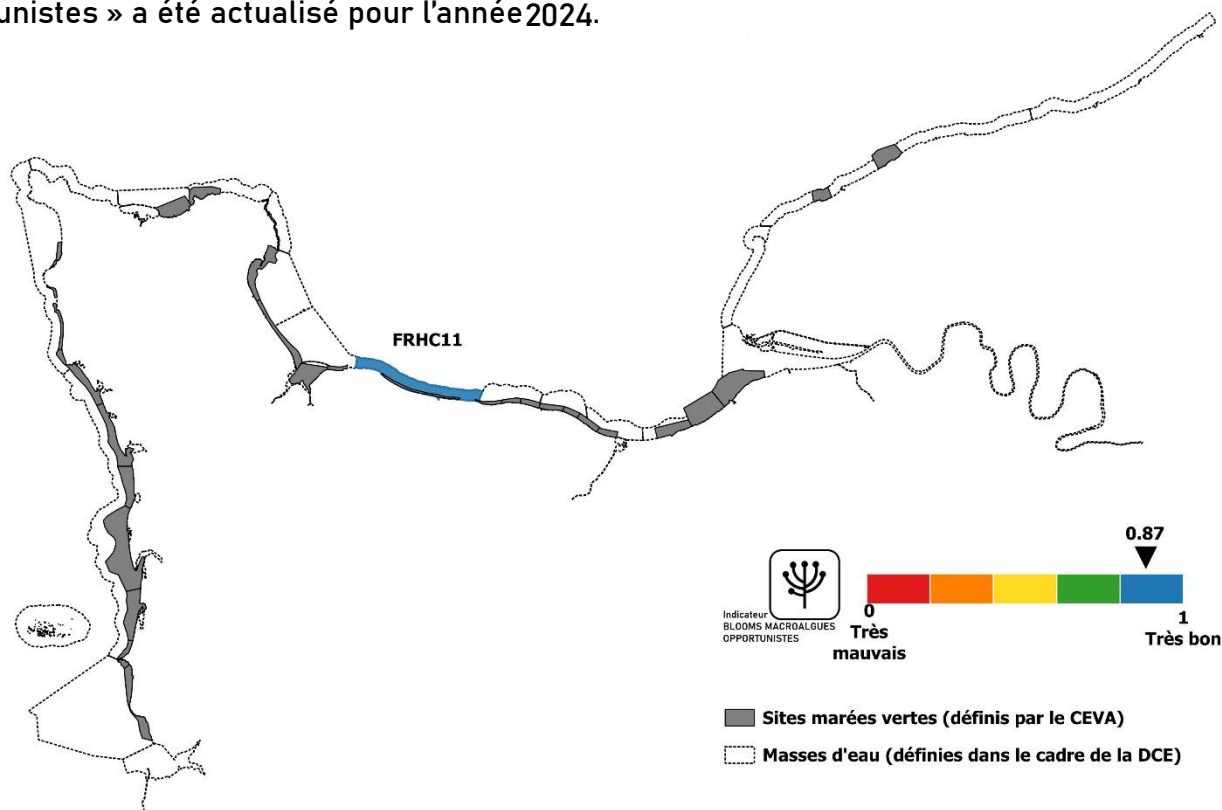 unistes » a été actualisé pour l'année 2024.
FRHC11
0.87
Indicateur
BLOOMS MACROALGUES
OPPORTUNISTES
0
1
Très
mauvais
Très bon
Sites marées vertes (définis par le CEVA)
Masses d'eau (définies dans le cadre de la DCE)